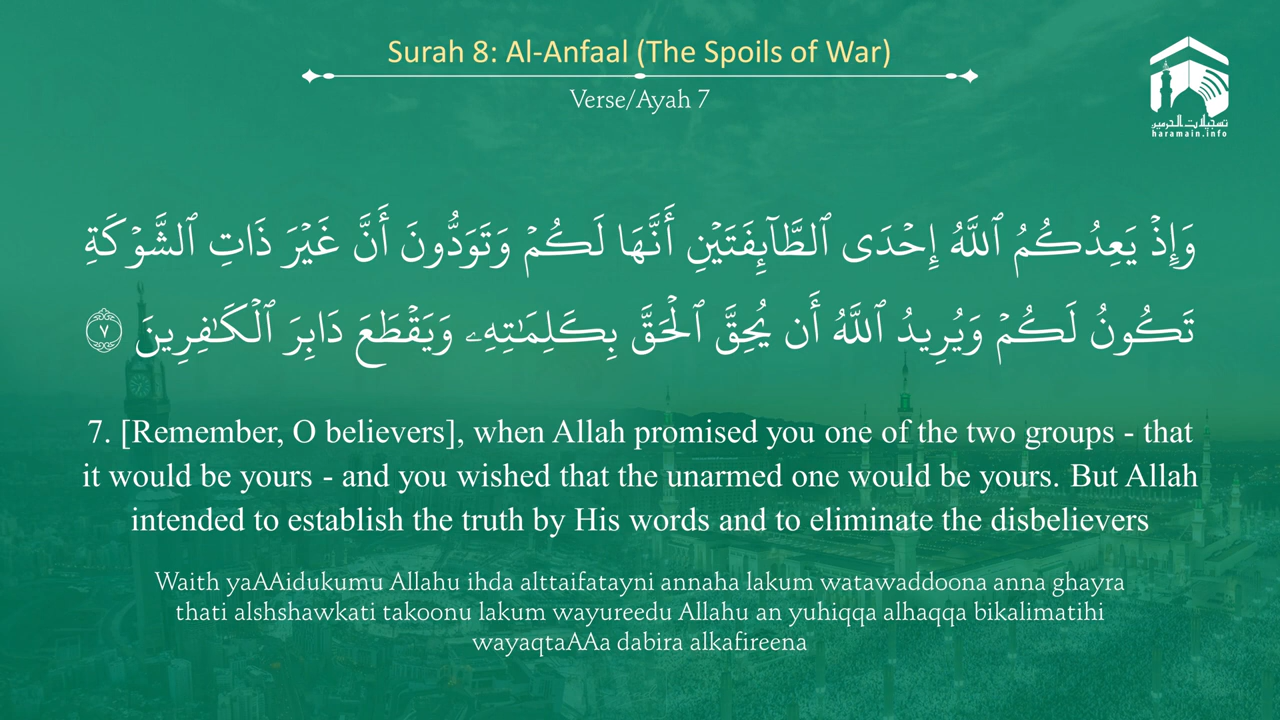 Surah 8: Al-Anfaal (The Spoils of War)
Verse/Ayah 7
تسجيلات الحرمين
haramain.info
وَإِذْ يَعِدُكُمُ ٱللَّهُ إِحْدَى ٱلطَّآئِفَتَيْنِ أَنَّهَا لَكُمْ وَتَوَدُّونَ أَنَّ غَيْرَ ذَاتِ ٱلشَّوْكَةِ
تَكُونُ لَكُمْ وَيُرِيدُ ٱللَّهُ أَن يُحِقَّ ٱلْحَقَّ بِكَلِمَـٰتِهِۦ وَيَقْطَعَ دَابِرَ ٱلْكَـٰفِرِينَ ٧
7. [Remember, O believers], when Allah promised you one of the two groups - that
it would be yours - and you wished that the unarmed one would be yours. But Allah
intended to establish the truth by His words and to eliminate the disbelievers
Waith yaAAidukumu Allahu ihda alttaifatayni annaha lakum watawaddoona anna ghayra
thati alshshawkati takoonu lakum wayureedu Allahu an yuhiqqa alhaqqa bikalimatihi
wayaqtaAAa dabira alkafireena